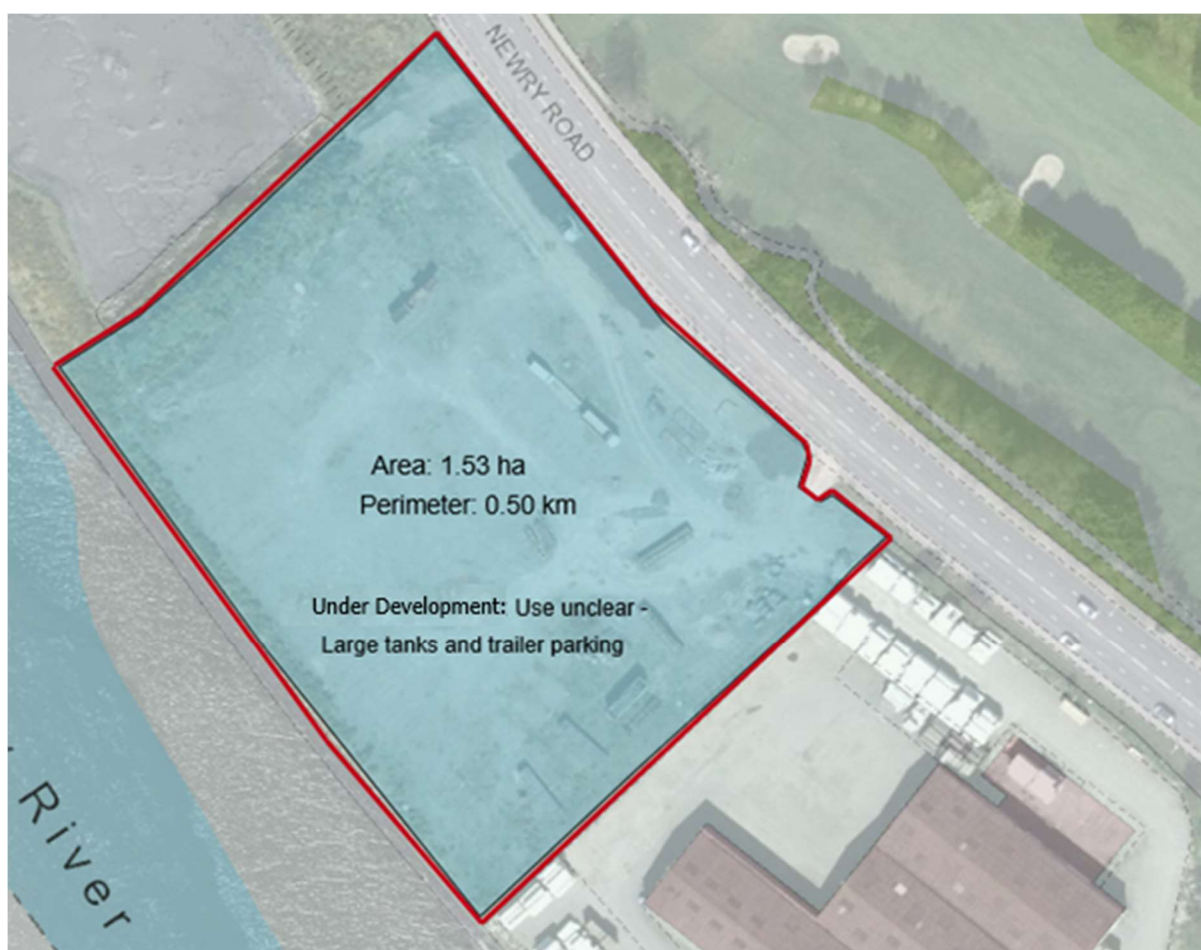 NEWRY ROAD
Area: 1.53 ha
Perimeter: 0.50 km
Under Development: Use unclear -
Large tanks and trailer parking
River